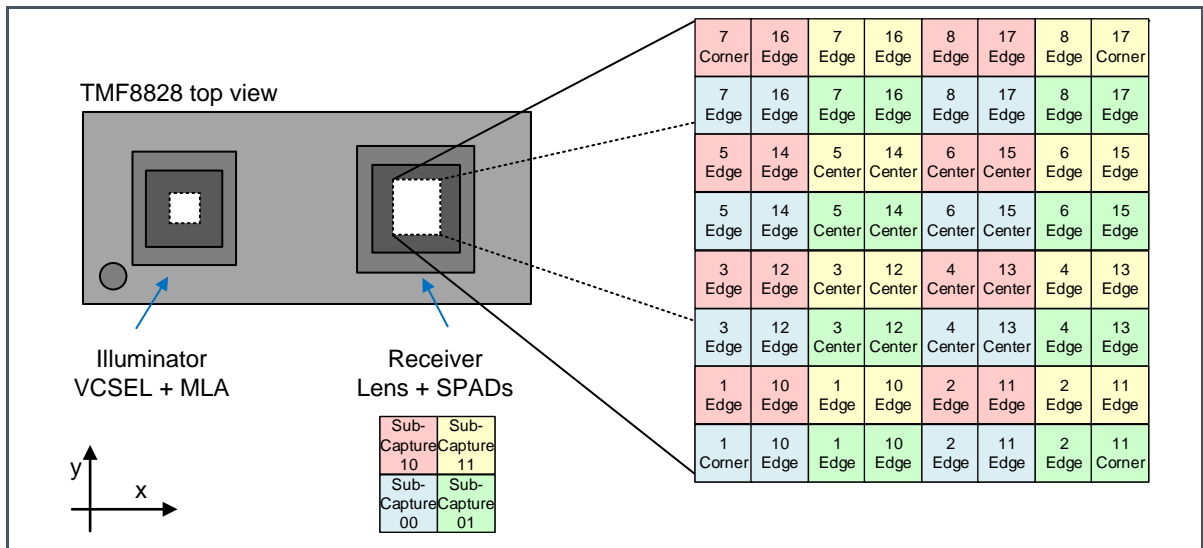 TMF8828 top view
Illuminator
VCSEL + MLA
Receiver
Lens + SPADs
Sub-Capture 10 Sub-Capture 11
Sub-Capture 00 Sub-Capture 01
y
x
7 16 7 16 8 17 8 17
Corner Edge Edge Edge Edge Edge Edge Corner
7 16 7 16 8 17 8 17
Edge Edge Edge Edge Edge Edge Edge Edge
5 14 5 14 6 15 6 15
Edge Edge Center Center Center Center Edge Edge
5 14 5 14 6 15 6 15
Edge Edge Center Center Center Center Edge Edge
3 12 3 12 4 13 4 13
Edge Edge Center Center Center Center Edge Edge
3 12 3 12 4 13 4 13
Edge Edge Center Center Center Center Edge Edge
1 10 1 10 2 11 2 11
Edge Edge Edge Edge Edge Edge Edge Edge
1 10 1 10 2 11 2 11
Corner Edge Edge Edge Edge Edge Edge Corner